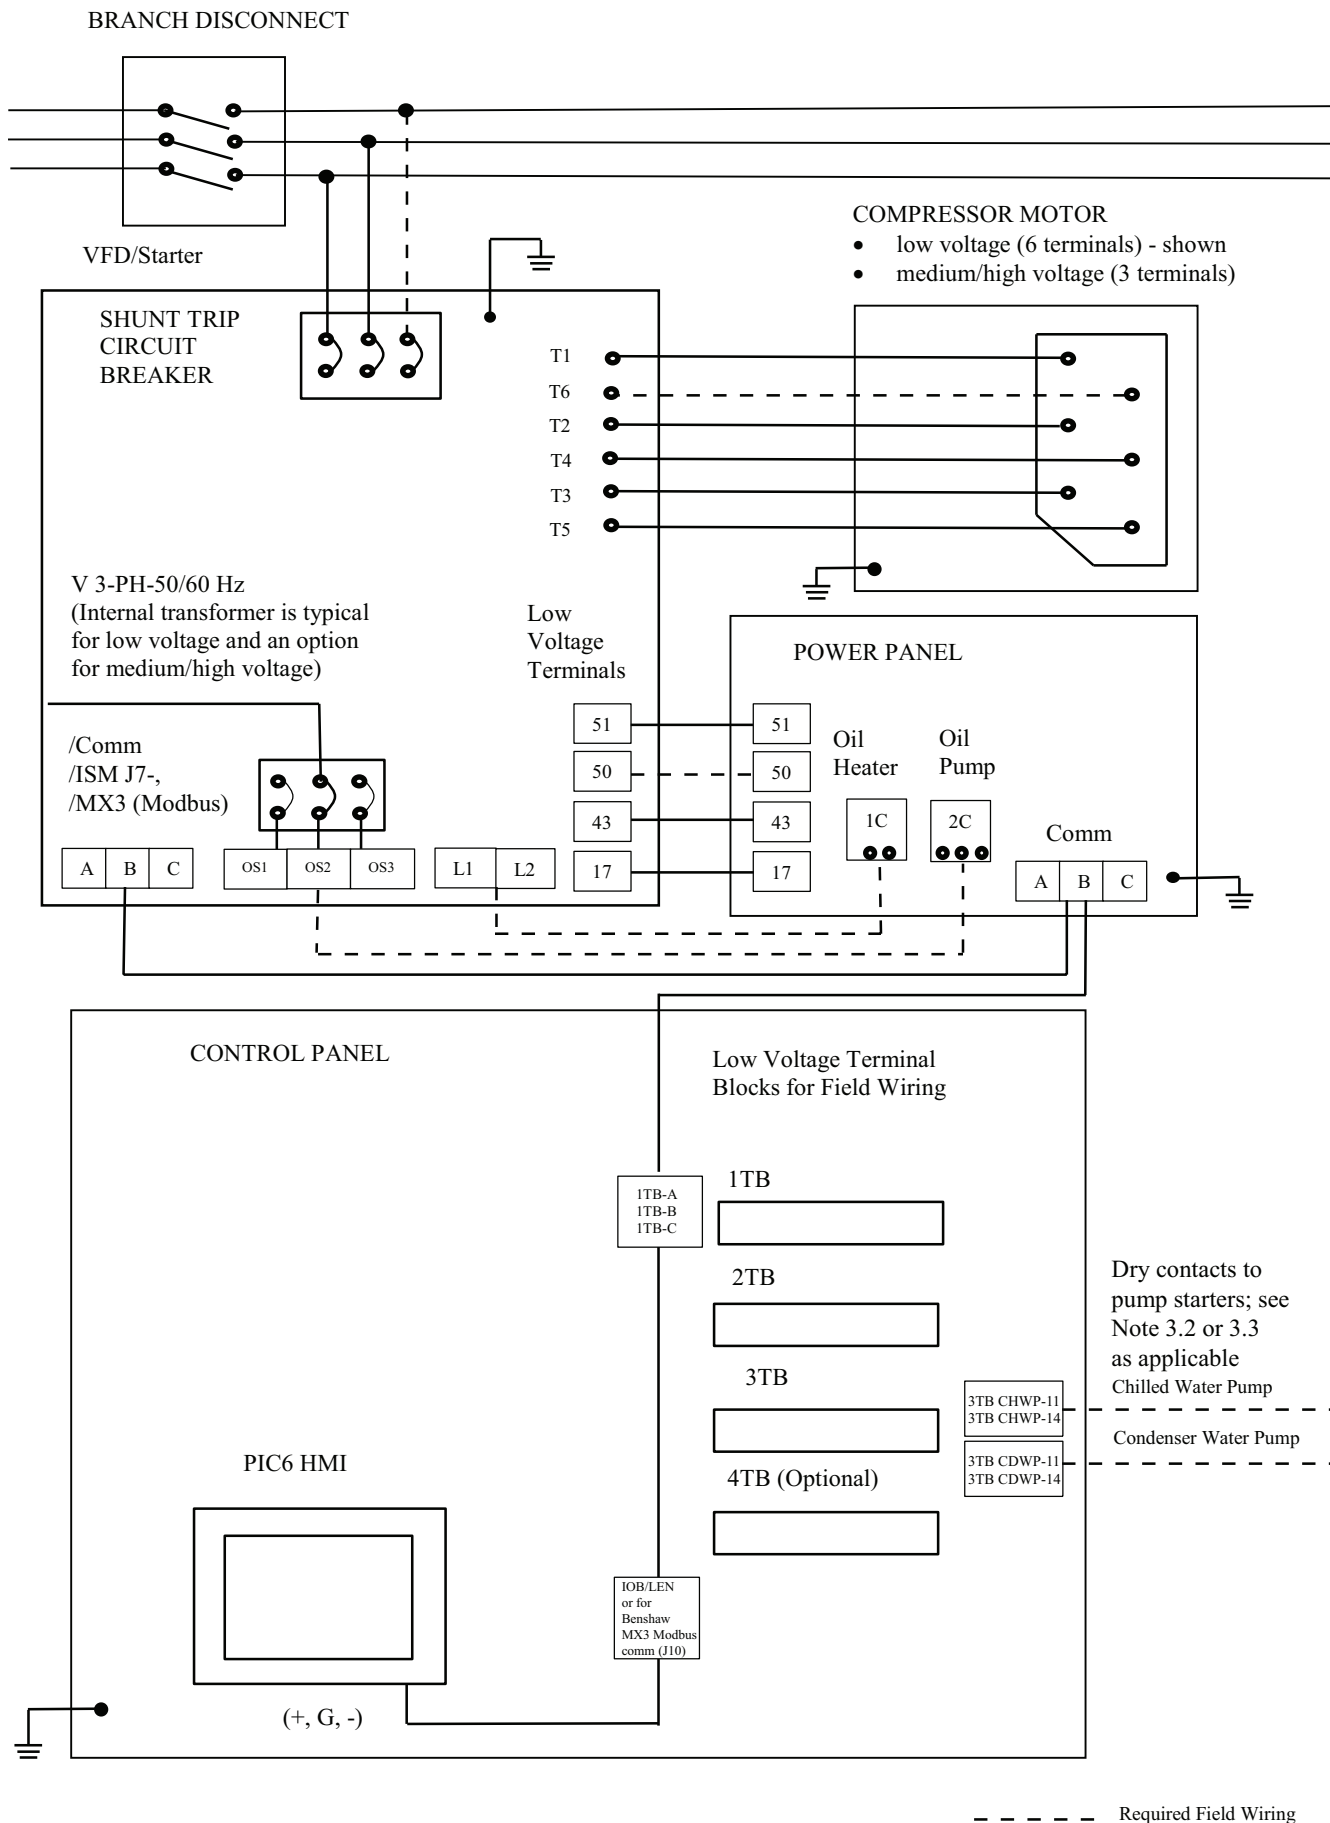 BRANCH DISCONNECT
VFD/Starter
SHUNT TRIP
CIRCUIT
BREAKER
COMPRESSOR MOTOR
• low voltage (6 terminals) - shown
• medium/high voltage (3 terminals)
T1
T6
T2
T4
T3
T5
V 3-PH-50/60 Hz
(Internal transformer is typical
for low voltage and an option
for medium/high voltage)
Low
Voltage
Terminals
/Comm
/ISM J7-,
/MX3 (Modbus)
A B C
OS1 OS2 OS3
L1 L2
51
50
43
17
POWER PANEL
51
50
43
17
Oil
Heater
1C
Oil
Pump
2C
Comm
A B C
CONTROL PANEL
Low Voltage Terminal
Blocks for Field Wiring
1TB-A
1TB-B
1TB-C
1TB
2TB
3TB
4TB (Optional)
3TB CHWP-11
3TB CHWP-14
3TB CDWP-11
3TB CDWP-14
Dry contacts to
pump starters; see
Note 3.2 or 3.3
as applicable
Chilled Water Pump
Condenser Water Pump
PIC6 HMI
(+, G, -)
IOB/LEN
or for
Benshaw
MX3 Modbus
comm (J10)
Required Field Wiring